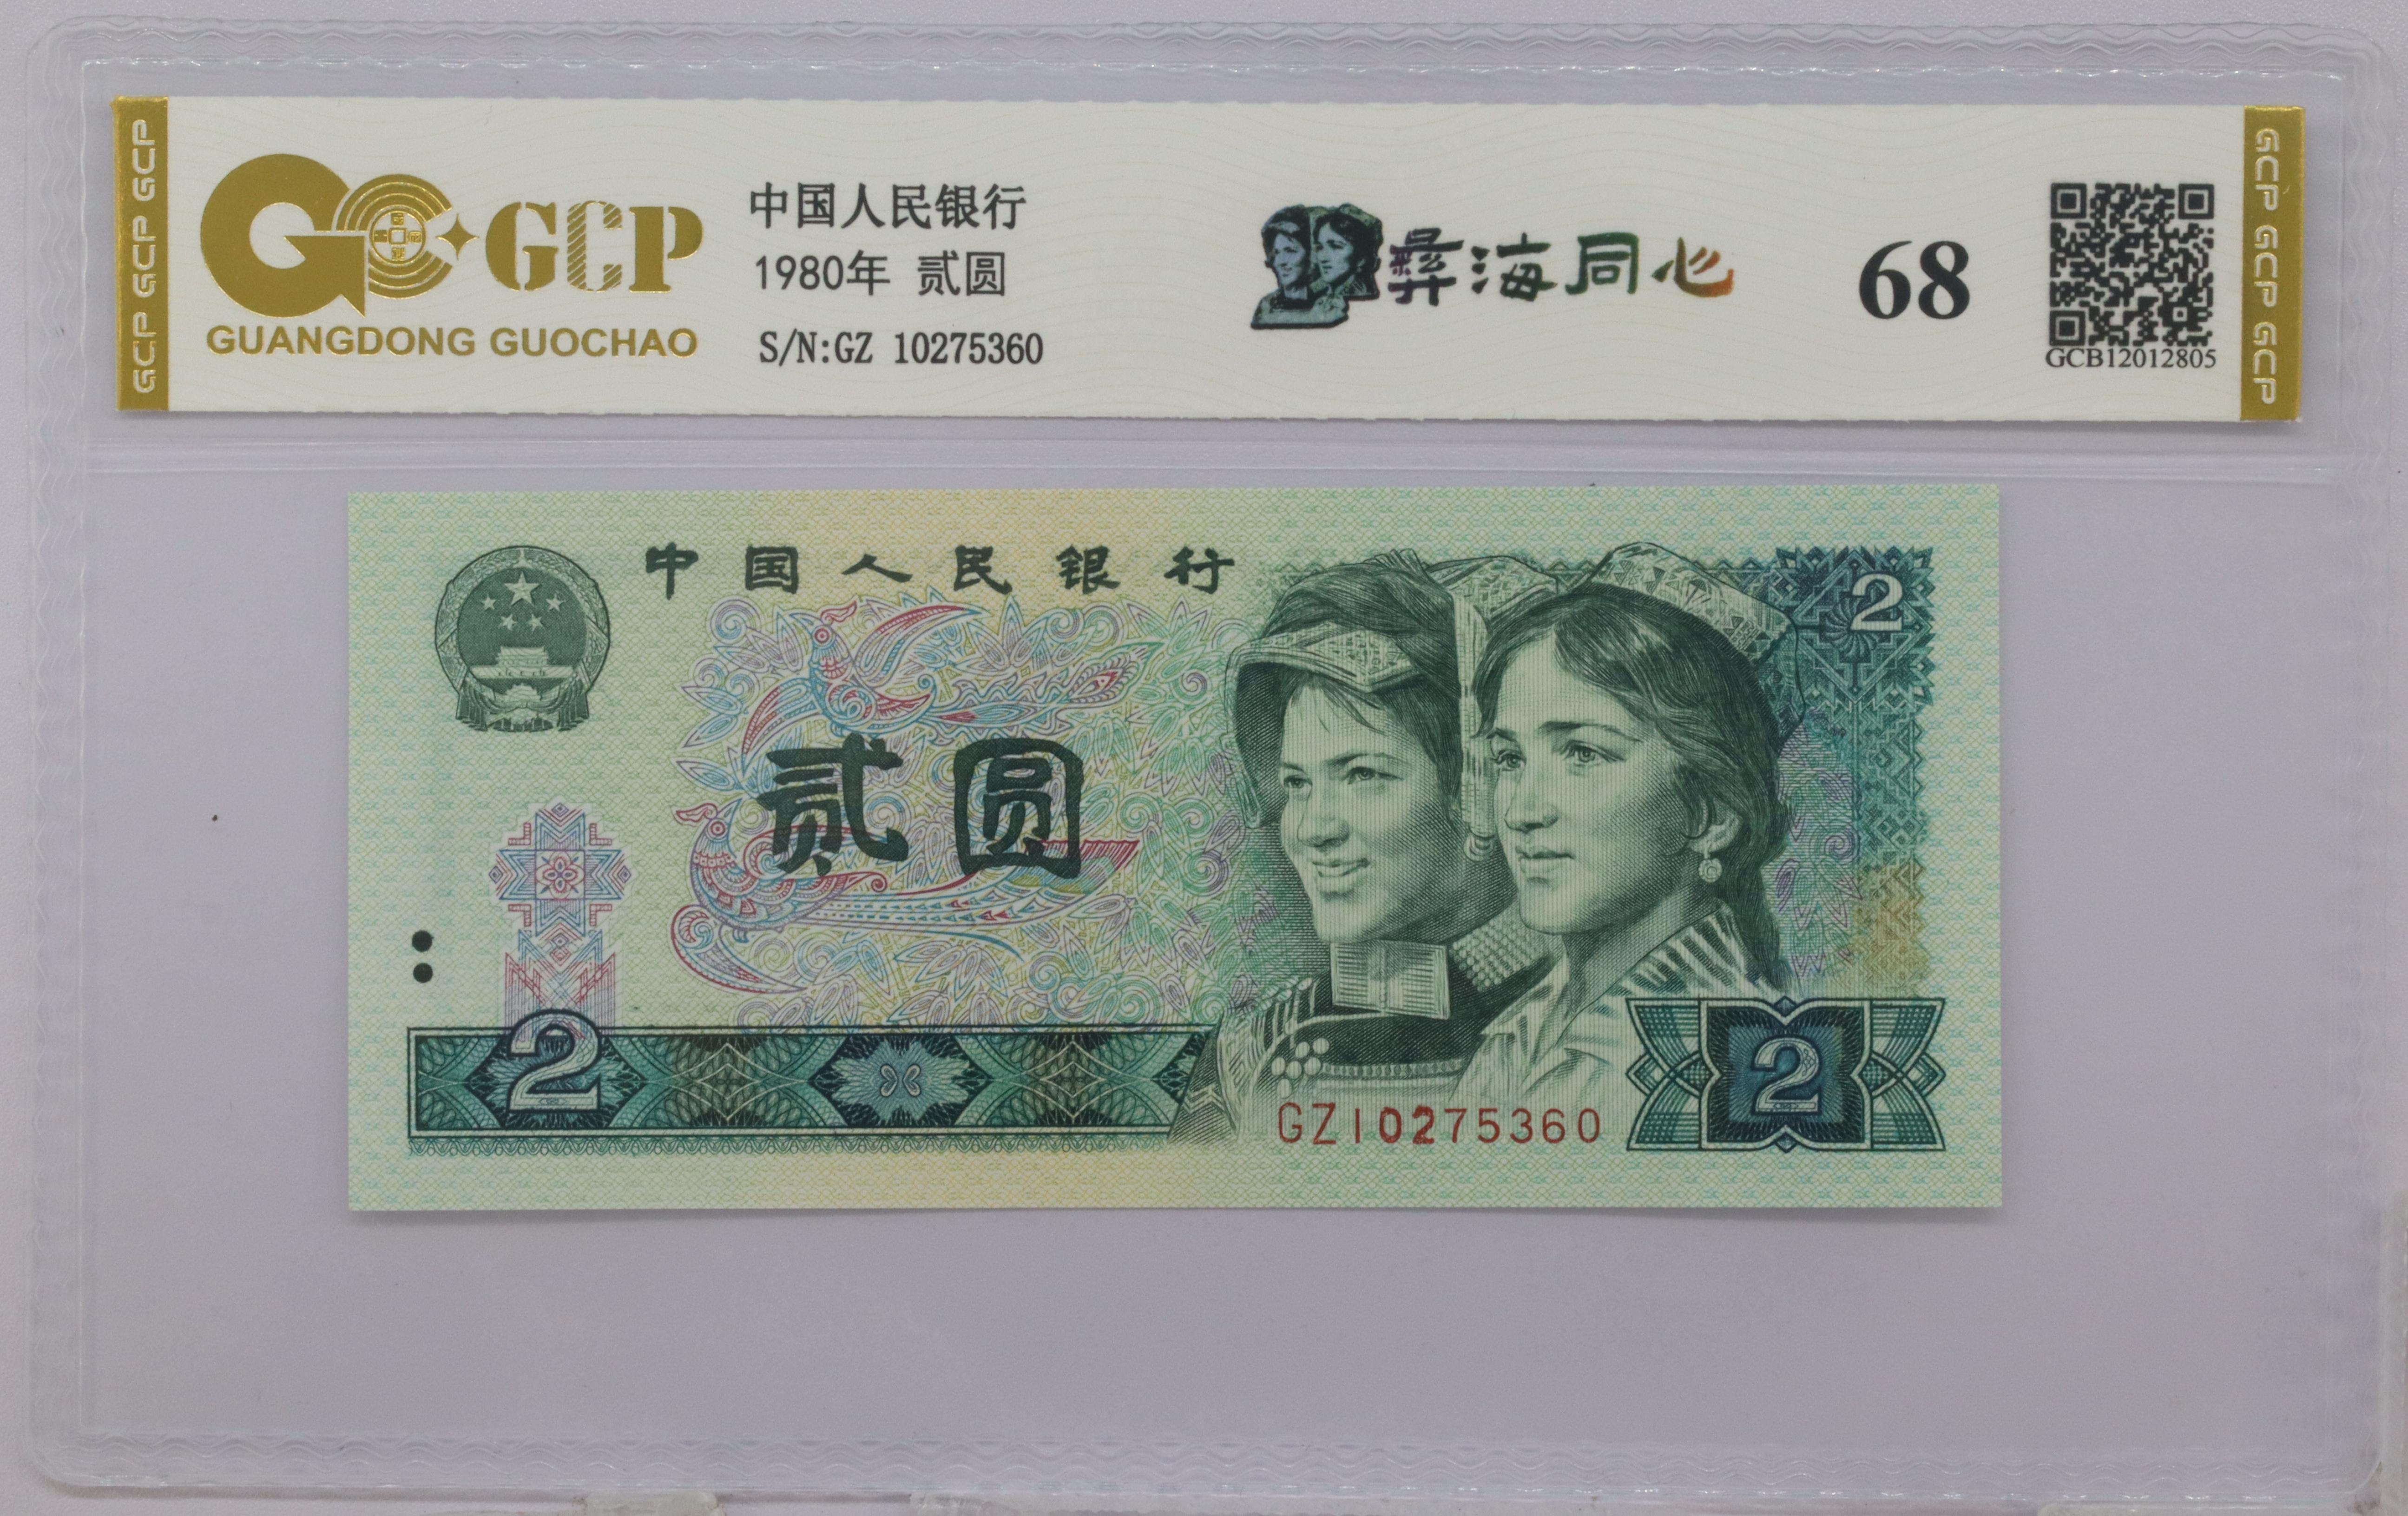 GCP GCP GCP
GCP
GUANGDONG GUOCHAO
中国人民银行
1980年 贰圆
S/N:GZ 10275360
彝海同心
68
GCB12012805
GCP GCP GCP
中国人民银行
2
贰圆
2
2
GZ10275360